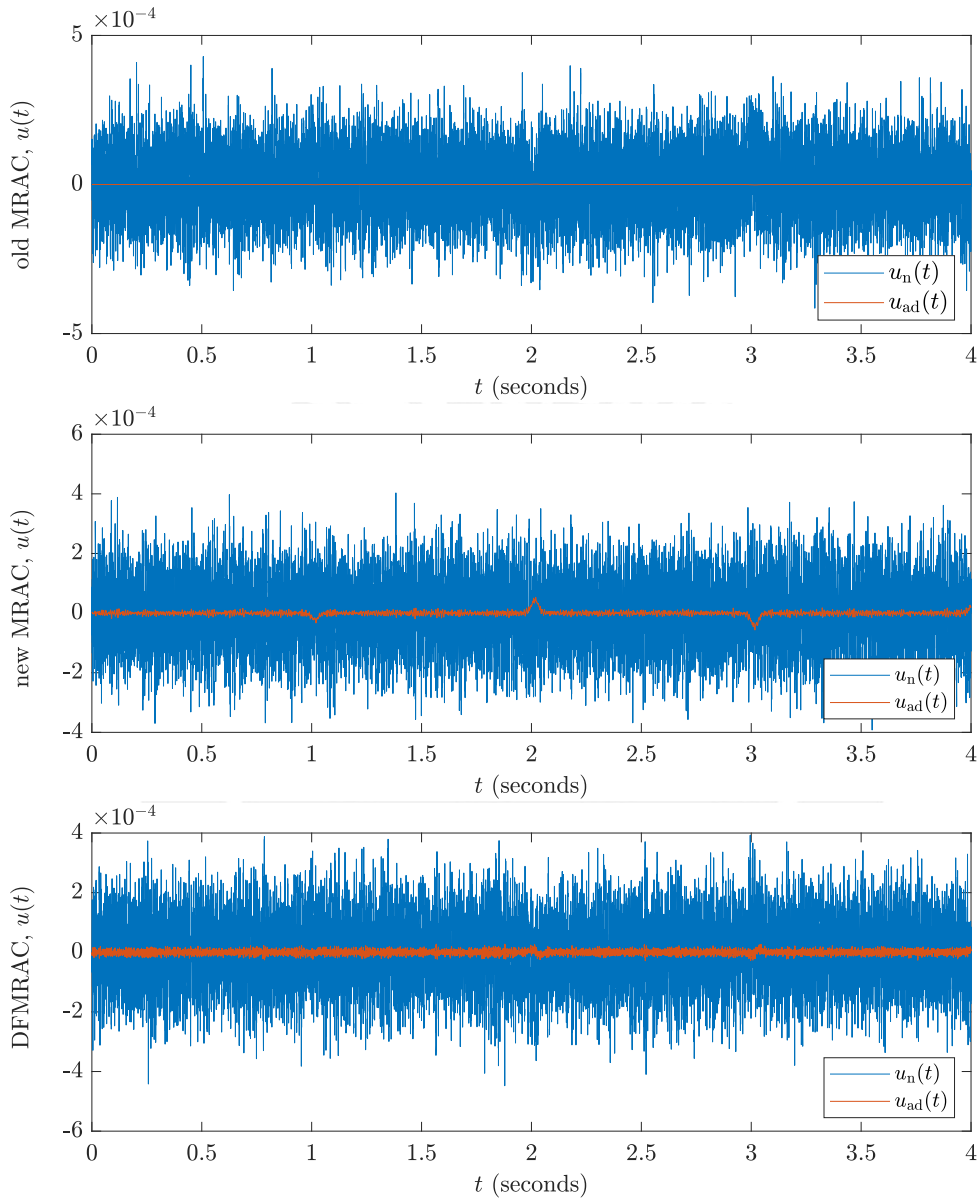 ×10⁻⁴
5
0
-5
old MRAC, u(t)
uₙ(t)
u_ad(t)
0 0.5 1 1.5 2 2.5 3 3.5 4
t (seconds)
×10⁻⁴
6
4
2
0
-2
-4
new MRAC, u(t)
uₙ(t)
u_ad(t)
0 0.5 1 1.5 2 2.5 3 3.5 4
t (seconds)
×10⁻⁴
4
2
0
-2
-4
-6
DFMRAC, u(t)
uₙ(t)
u_ad(t)
0 0.5 1 1.5 2 2.5 3 3.5 4
t (seconds)